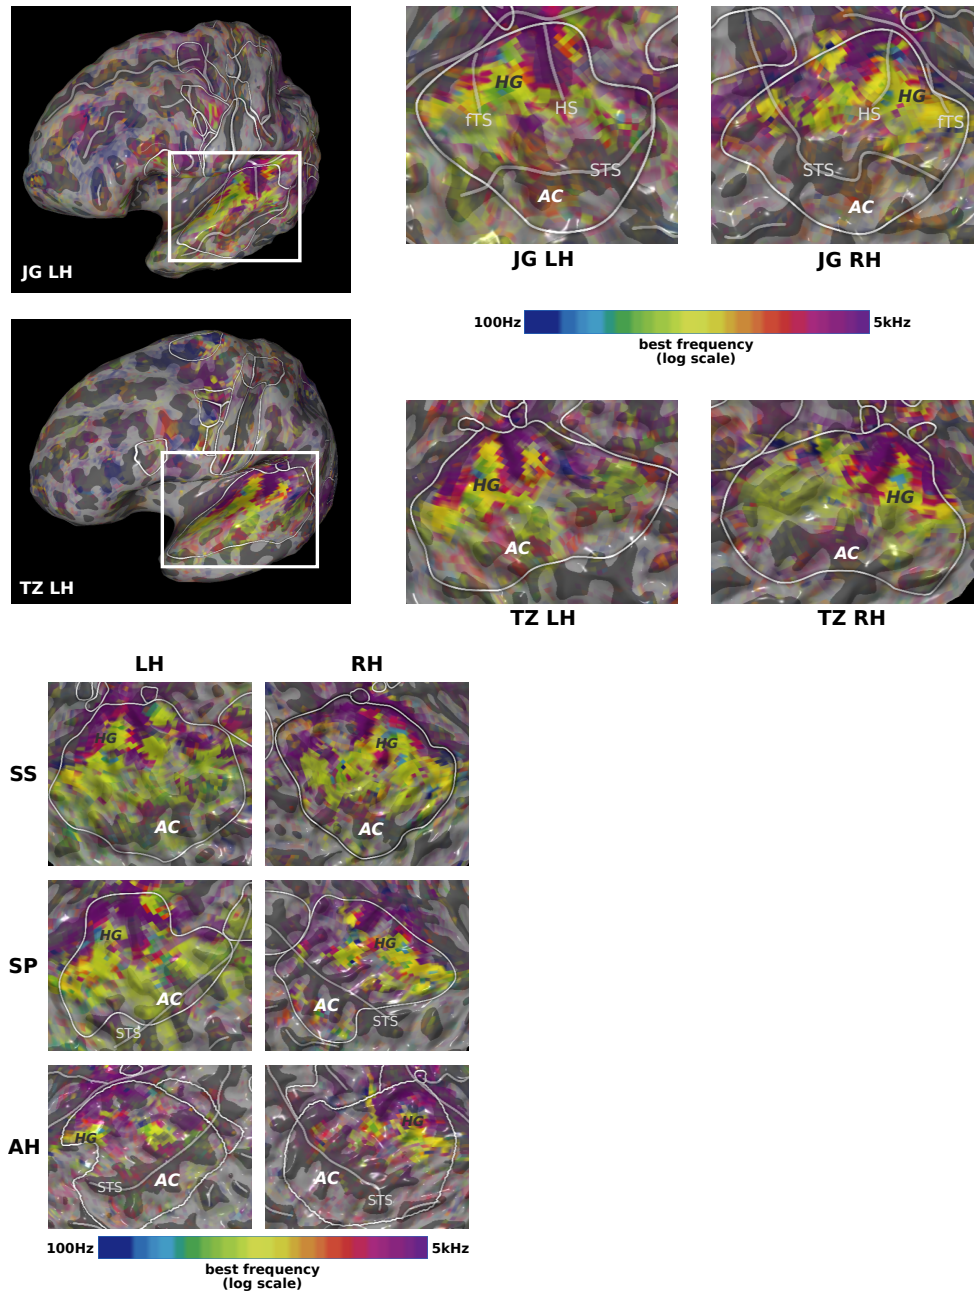 JG LH
HG
fTS
HS
STS
AC
JG LH
HG
HS
fTS
STS
AC
JG RH
100Hz
5kHz
best frequency
(log scale)
TZ LH
HG
AC
TZ LH
HG
AC
TZ RH
LH
RH
SS
HG
AC
HG
AC
SP
HG
AC
STS
HG
AC
STS
AH
HG
STS
AC
HG
AC
STS
100Hz
5kHz
best frequency
(log scale)